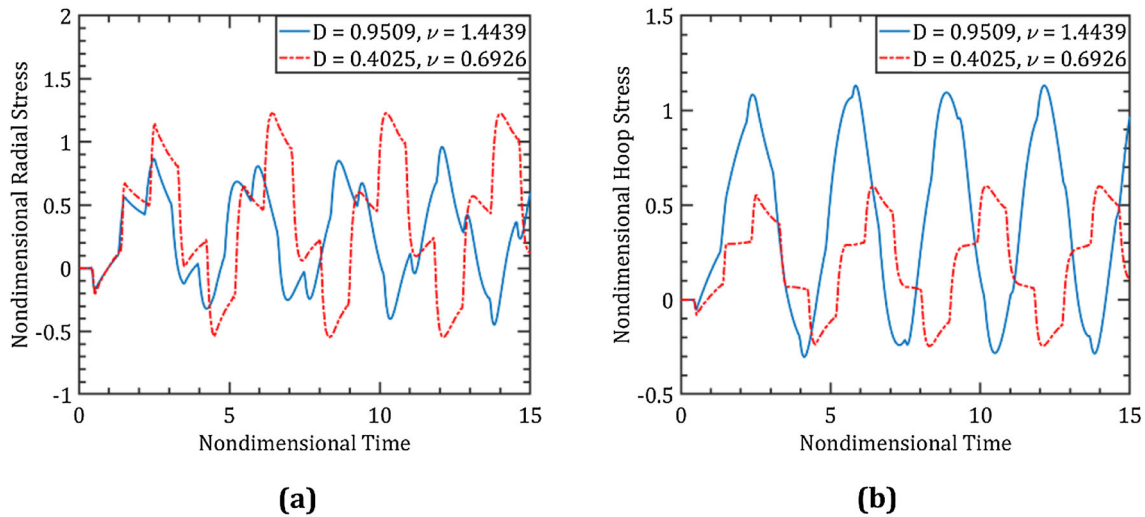 2
1.5
1
0.5
0
-0.5
-1
Nondimensional Radial Stress
D = 0.9509, ν = 1.4439
D = 0.4025, ν = 0.6926
0
5
10
15
Nondimensional Time
(a)
1.5
1
0.5
0
-0.5
Nondimensional Hoop Stress
D = 0.9509, ν = 1.4439
D = 0.4025, ν = 0.6926
0
5
10
15
Nondimensional Time
(b)